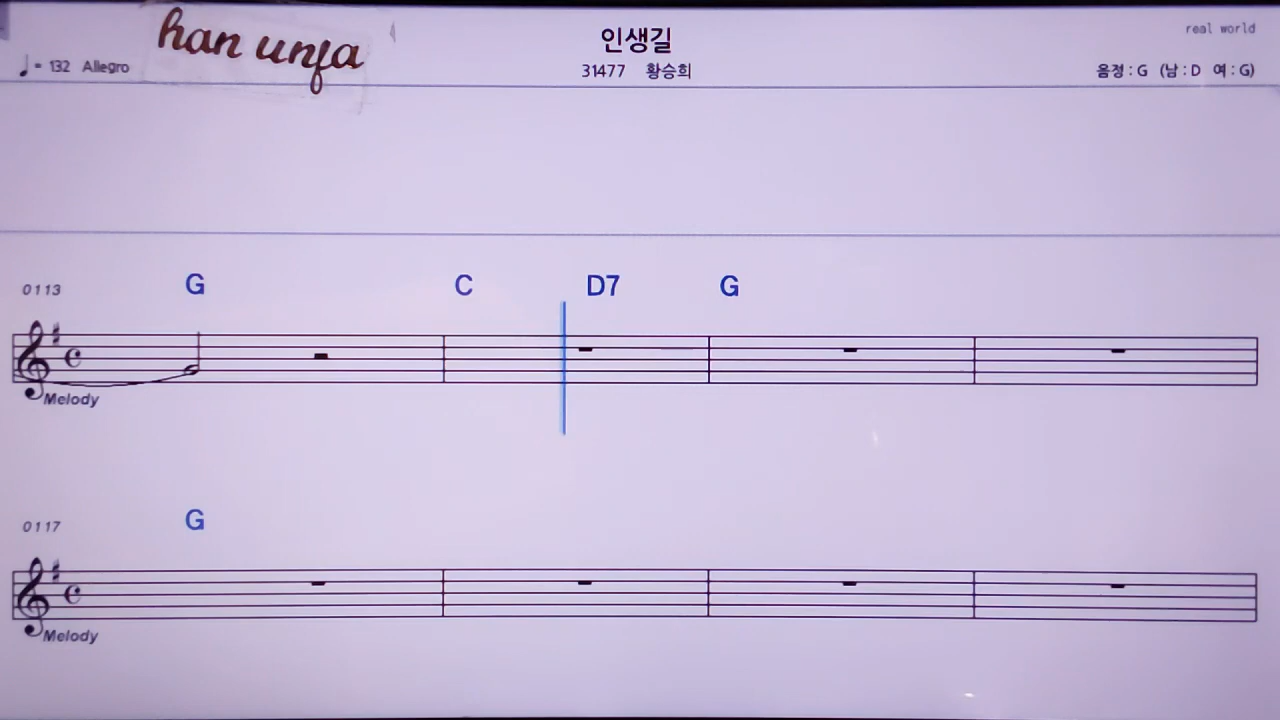 han unfa
인생길
real world
♩= 132 Allegro
31477 황승희
음정 : G (남 : D 여 : G)
0113 G C D7 G
Melody
0117 G
Melody